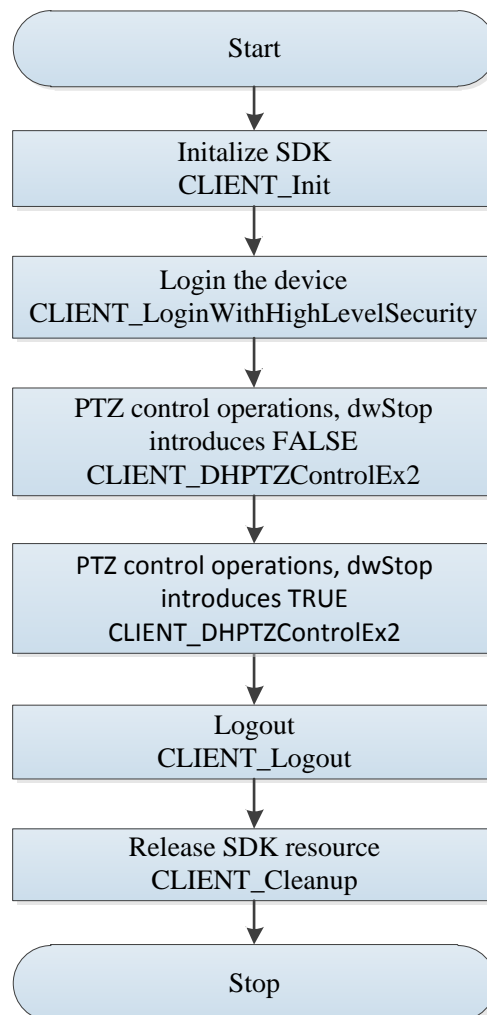 Start
Initalize SDK
CLIENT_Init
Login the device
CLIENT_LoginWithHighLevelSecurity
PTZ control operations, dwStop
introduces FALSE
CLIENT_DHPTZControlEx2
PTZ control operations, dwStop
introduces TRUE
CLIENT_DHPTZControlEx2
Logout
CLIENT_Logout
Release SDK resource
CLIENT_Cleanup
Stop